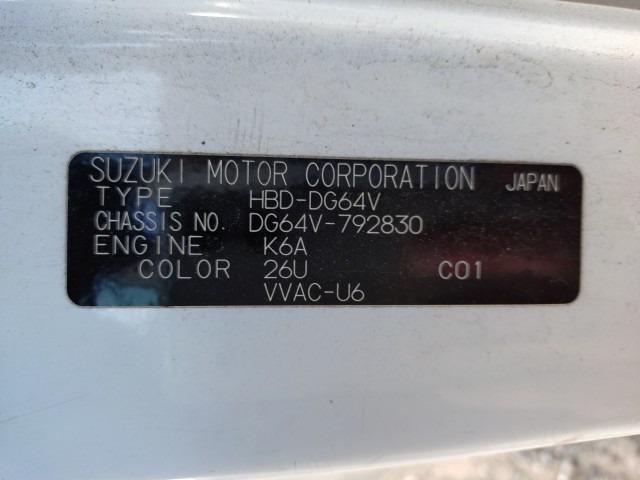 SUZUKI MOTOR CORPORATION JAPAN
TYPE HBD-DG64V
CHASSIS NO. DG64V-792830
ENGINE K6A
COLOR 26U C01
VVAC-U6